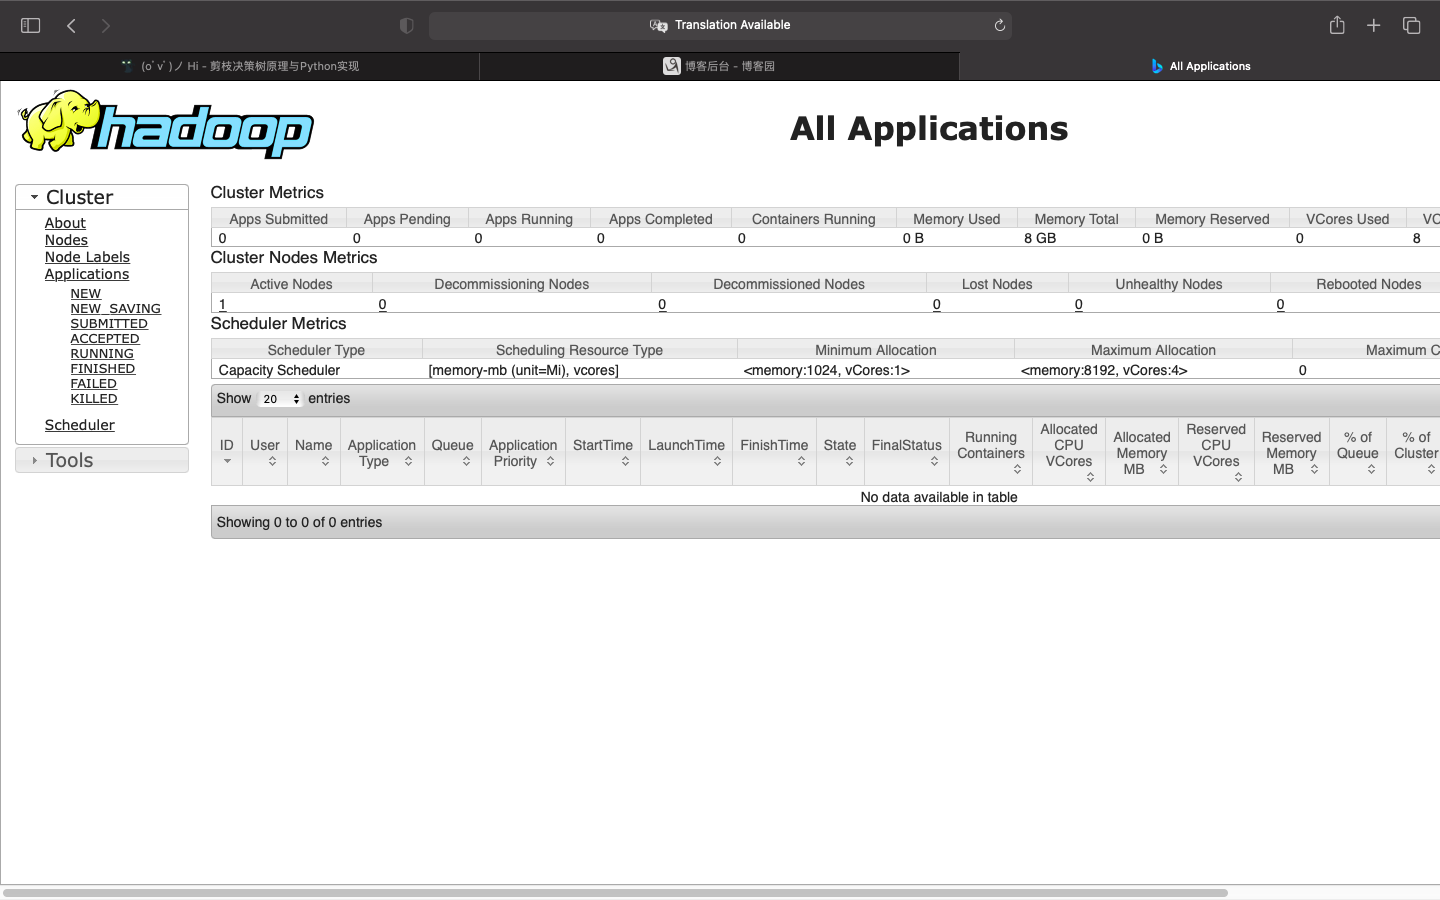 Translation Available
(oﾟvﾟ)ノ Hi - 剪枝决策树原理与Python实现
博客后台 - 博客园
All Applications
hadoop
All Applications
Cluster
About
Nodes
Node Labels
Applications
NEW
NEW_SAVING
SUBMITTED
ACCEPTED
RUNNING
FINISHED
FAILED
KILLED
Scheduler
Tools
Cluster Metrics
Apps Submitted Apps Pending Apps Running Apps Completed Containers Running Memory Used Memory Total Memory Reserved VCores Used VC
0 0 0 0 0 0 B 8 GB 0 B 0 8
Cluster Nodes Metrics
Active Nodes Decommissioning Nodes Decommissioned Nodes Lost Nodes Unhealthy Nodes Rebooted Nodes
1 0 0 0 0 0
Scheduler Metrics
Scheduler Type Scheduling Resource Type Minimum Allocation Maximum Allocation Maximum C
Capacity Scheduler [memory-mb (unit=Mi), vcores] <memory:1024, vCores:1> <memory:8192, vCores:4> 0
Show 20 entries
ID User Name Application Type Queue Application Priority StartTime LaunchTime FinishTime State FinalStatus Running Containers Allocated CPU VCores Allocated Memory MB Reserved CPU VCores Reserved Memory MB % of Queue % of Cluster
No data available in table
Showing 0 to 0 of 0 entries